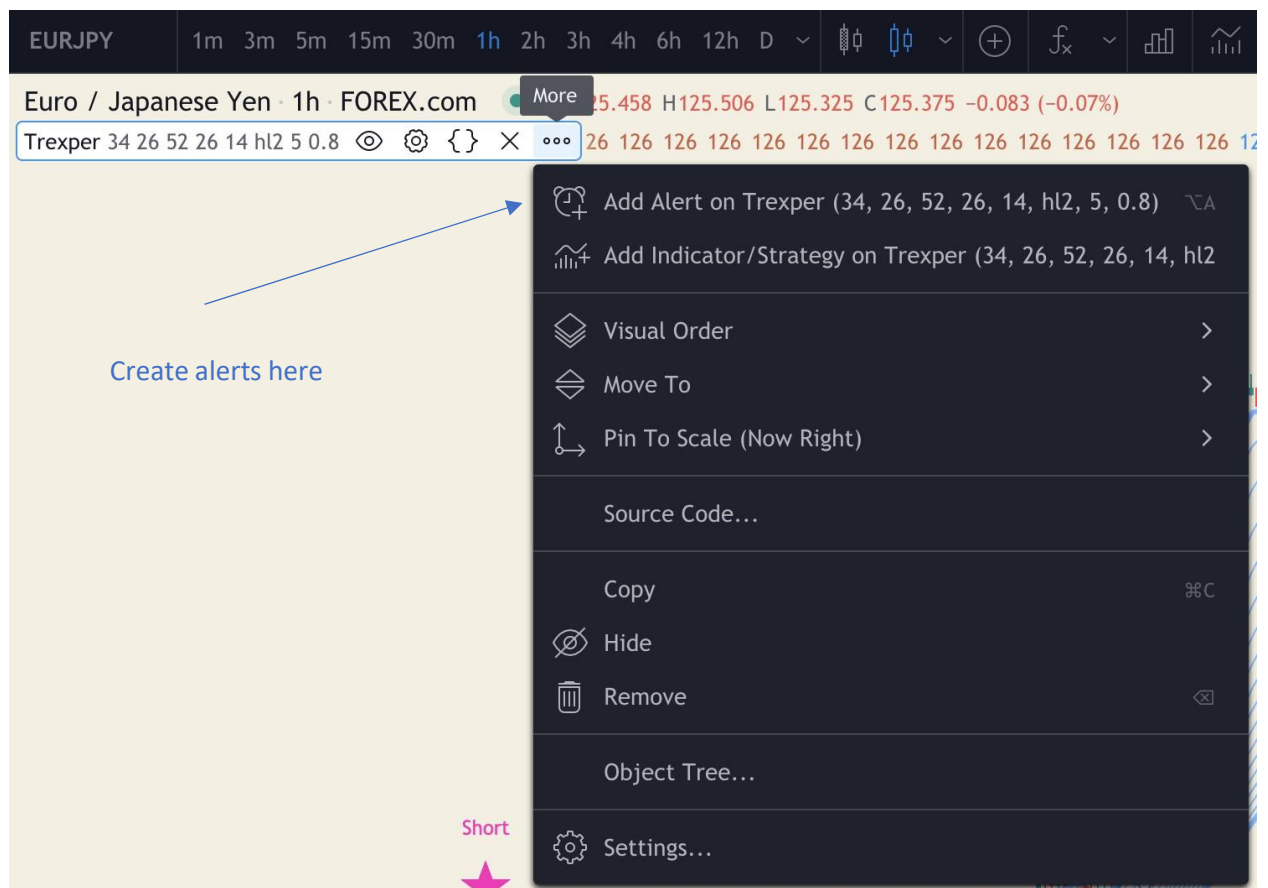 EURJPY 1m 3m 5m 15m 30m 1h 2h 3h 4h 6h 12h D
Euro / Japanese Yen · 1h · FOREX.com More 5.458 H125.506 L125.325 C125.375 −0.083 (−0.07%)
Trexper 34 26 52 26 14 hl2 5 0.8 26 126 126 126 126 126 126 126 126 126 126 126 126 126 126 12
Add Alert on Trexper (34, 26, 52, 26, 14, hl2, 5, 0.8) ⌥A
Add Indicator/Strategy on Trexper (34, 26, 52, 26, 14, hl2
Visual Order
Create alerts here
Move To
Pin To Scale (Now Right)
Source Code...
Copy ⌘C
Hide
Remove
Object Tree...
Short
Settings...